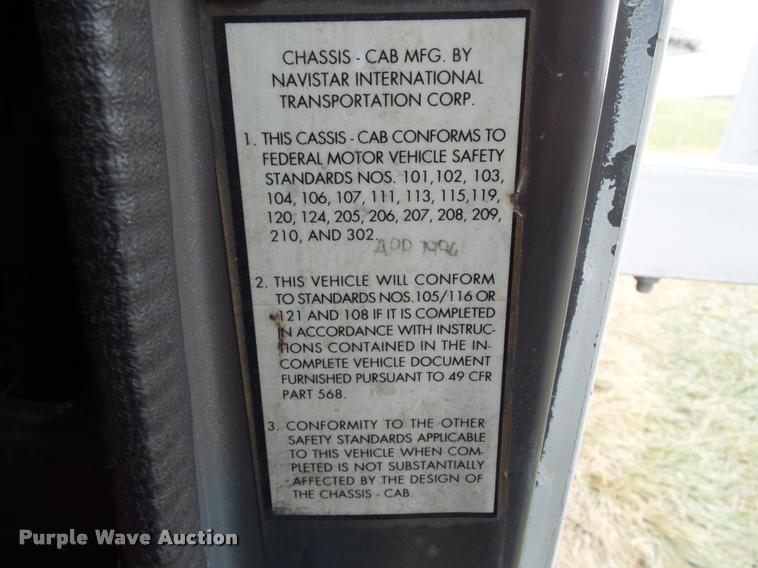 CHASSIS - CAB MFG. BY
NAVISTAR INTERNATIONAL
TRANSPORTATION CORP.
1. THIS CASSIS - CAB CONFORMS TO
FEDERAL MOTOR VEHICLE SAFETY
STANDARDS NOS. 101,102, 103,
104, 106, 107, 111, 113, 115,119,
120, 124, 205, 206, 207, 208, 209,
210, AND 302.
APR 1996
2. THIS VEHICLE WILL CONFORM
TO STANDARDS NOS.105/116 OR
121 AND 108 IF IT IS COMPLETED
IN ACCORDANCE WITH INSTRUC-
TIONS CONTAINED IN THE IN-
COMPLETE VEHICLE DOCUMENT
FURNISHED PURSUANT TO 49 CFR
PART 568.
3. CONFORMITY TO THE OTHER
SAFETY STANDARDS APPLICABLE
TO THIS VEHICLE WHEN COM-
PLETED IS NOT SUBSTANTIALLY
AFFECTED BY THE DESIGN OF
THE CHASSIS - CAB.
Purple Wave Auction®